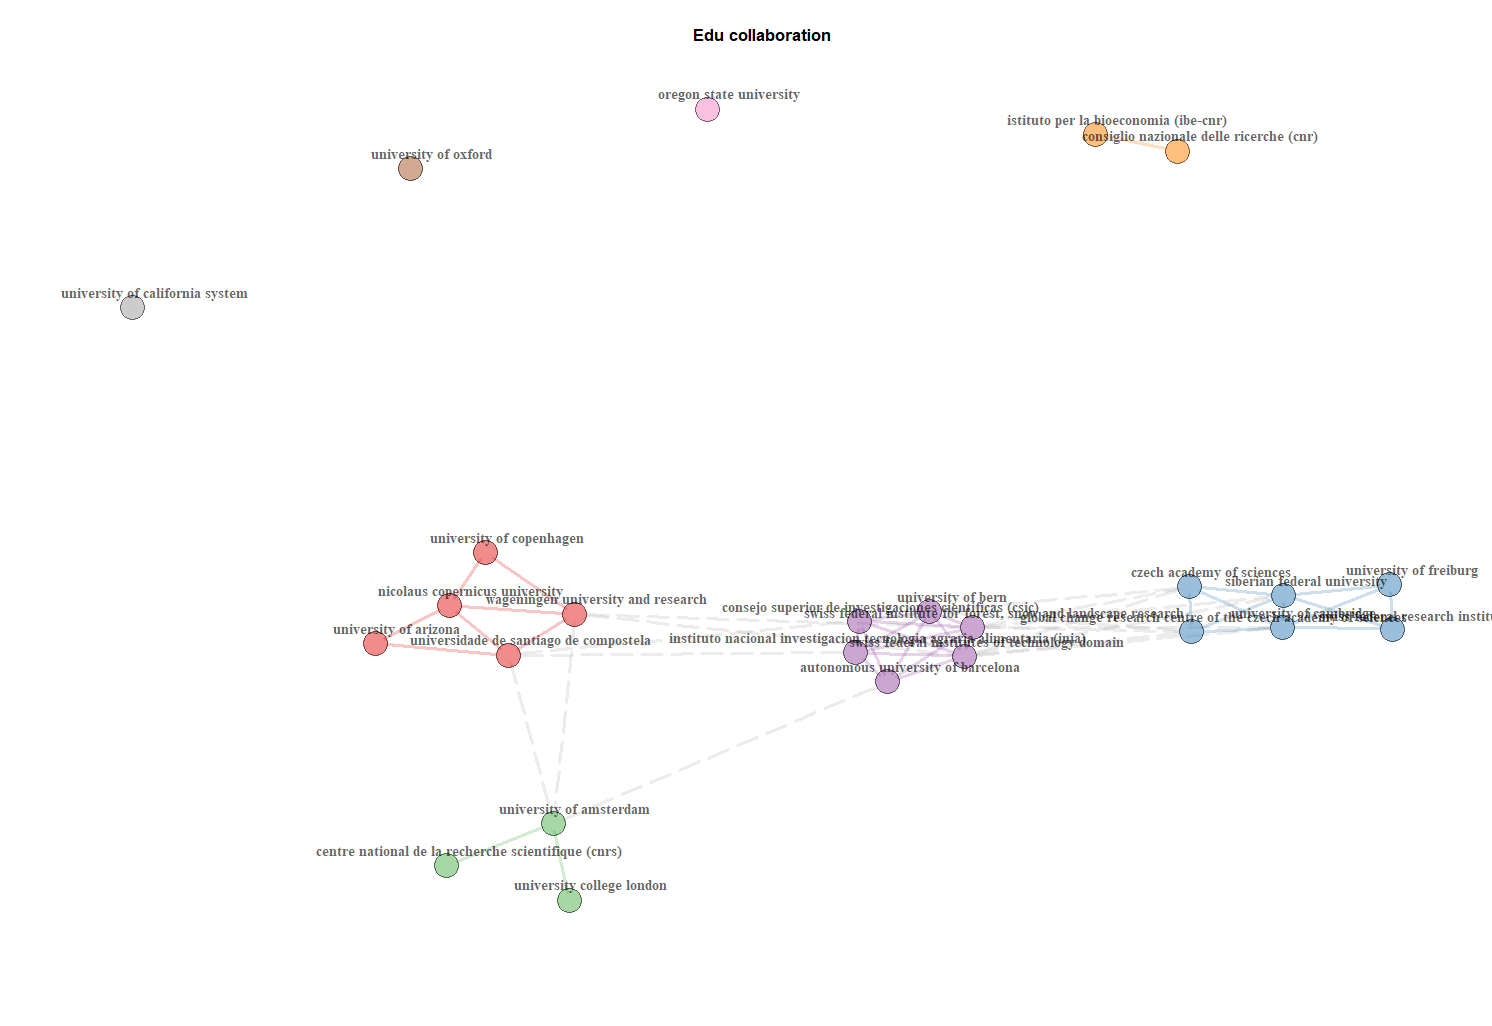 Edu collaboration
oregon state university
istituto per la bioeconomia (ibe-cnr)
consiglio nazionale delle ricerche (cnr)
university of oxford
university of california system
university of copenhagen
nicolaus copernicus university
wageningen university and research
university of arizona
universidade de santiago de compostela
university of bern
consejo superior de investigaciones cientificas (csic)
swiss federal institute for forest, snow and landscape research
instituto nacional investigacion tecnologia agraria alimentaria (inia)
swiss federal institutes of technology domain
autonomous university of barcelona
czech academy of sciences
siberian federal university
university of freiburg
global change research centre of the czech academy of sciences
university of cambridge
research institu
university of amsterdam
centre national de la recherche scientifique (cnrs)
university college london